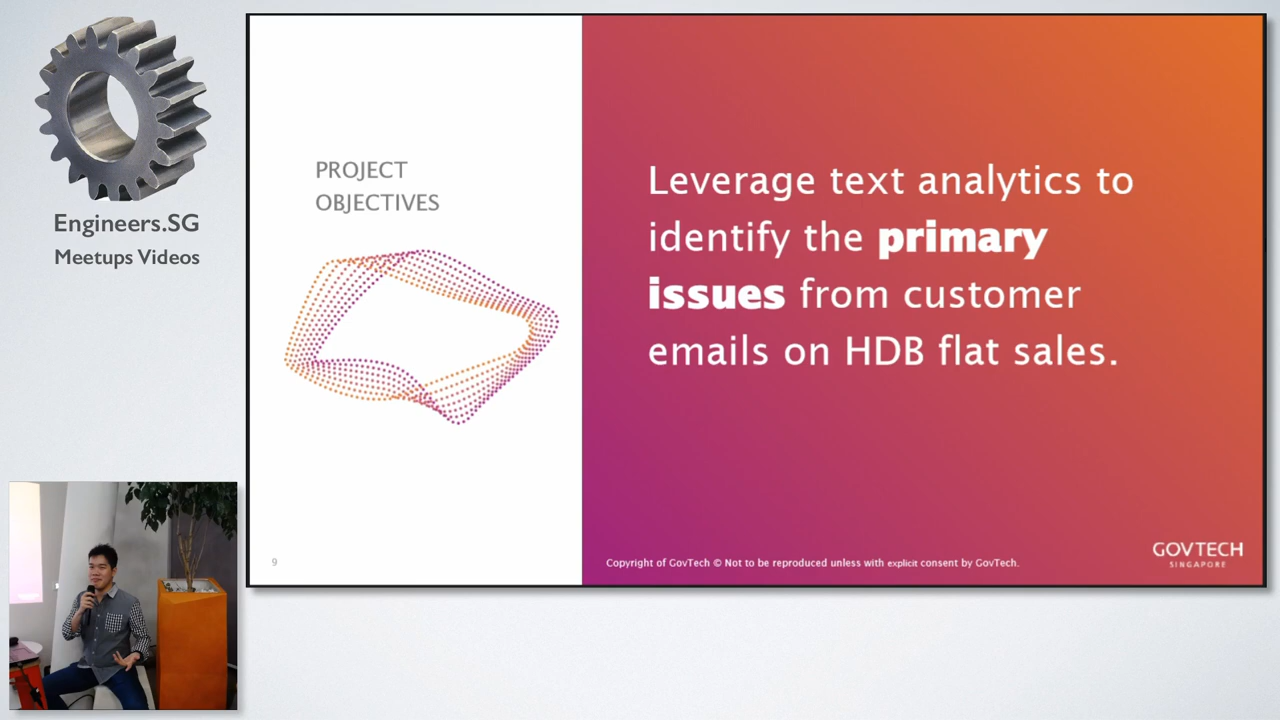 Engineers.SG
Meetups Videos
PROJECT
OBJECTIVES
9
Leverage text analytics to
identify the primary
issues from customer
emails on HDB flat sales.
Copyright of GovTech © Not to be reproduced unless with explicit consent by GovTech.
GOVTECH
SINGAPORE